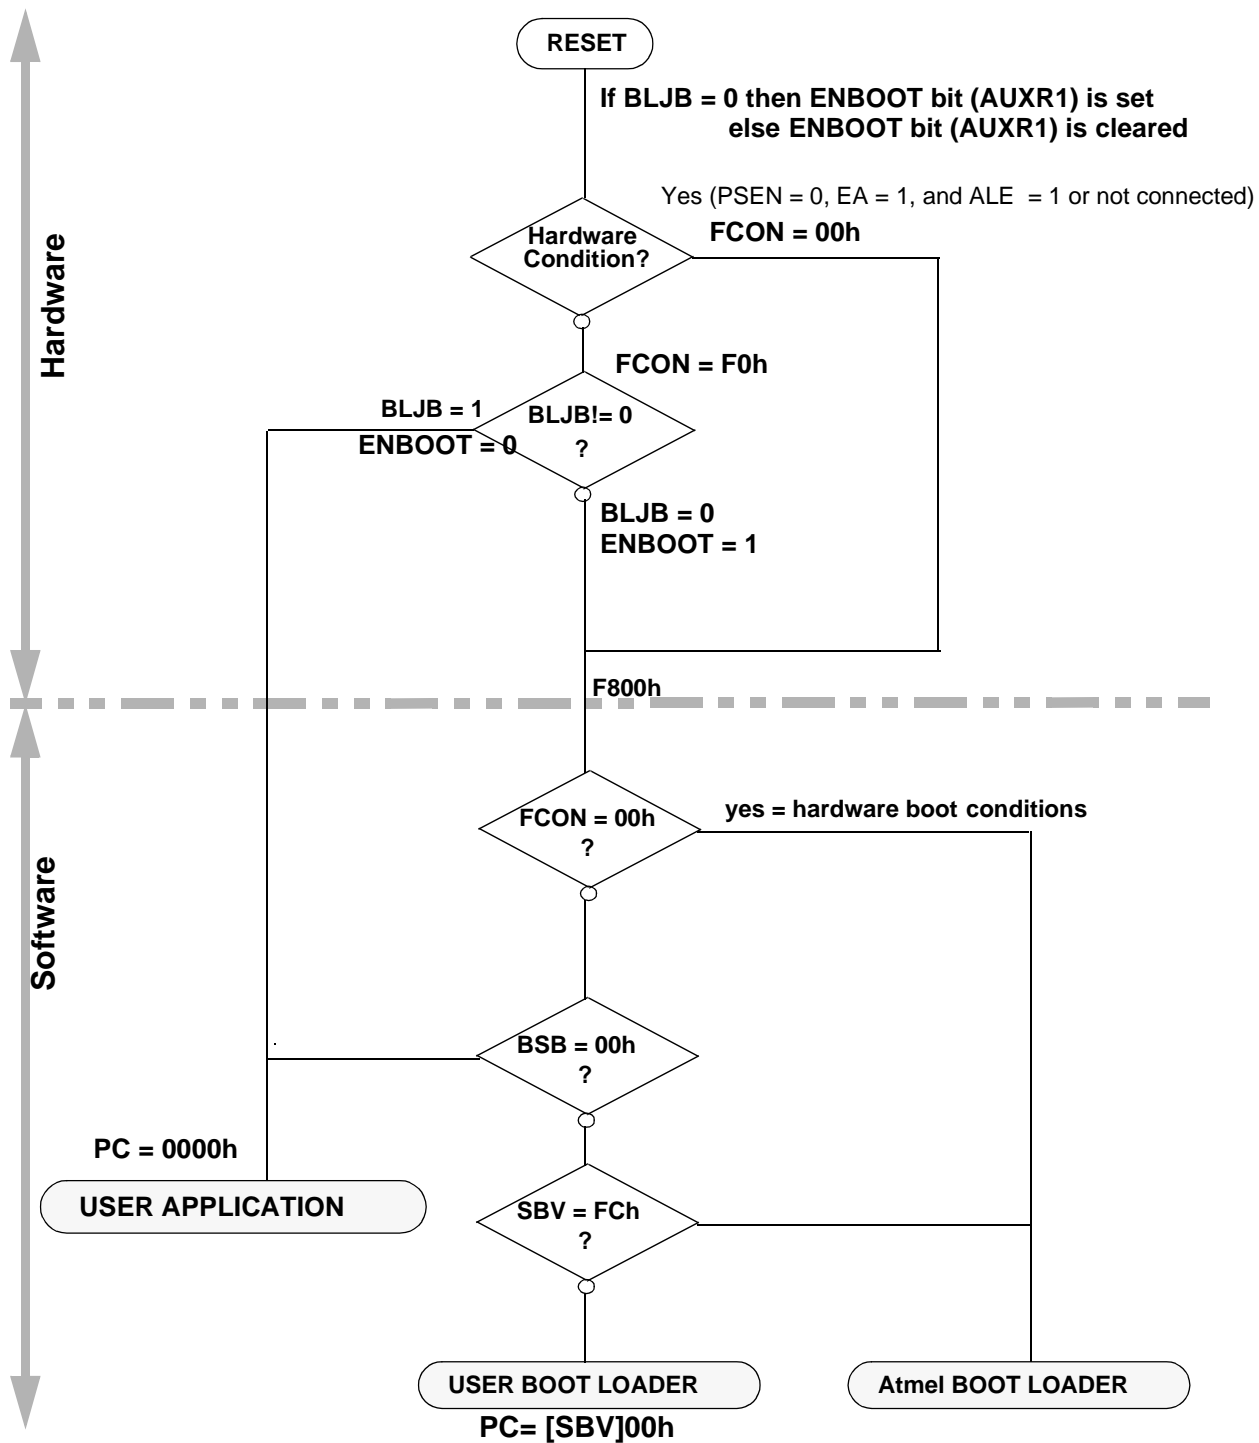 RESET
If BLJB = 0 then ENBOOT bit (AUXR1) is set
else ENBOOT bit (AUXR1) is cleared
Yes (PSEN = 0, EA = 1, and ALE = 1 or not connected)
FCON = 00h
Hardware
Condition?
Hardware
FCON = F0h
BLJB = 1
ENBOOT = 0
BLJB!= 0
?
BLJB = 0
ENBOOT = 1
F800h
FCON = 00h
?
yes = hardware boot conditions
Software
BSB = 00h
?
PC = 0000h
USER APPLICATION
SBV = FCh
?
USER BOOT LOADER
PC= [SBV]00h
Atmel BOOT LOADER